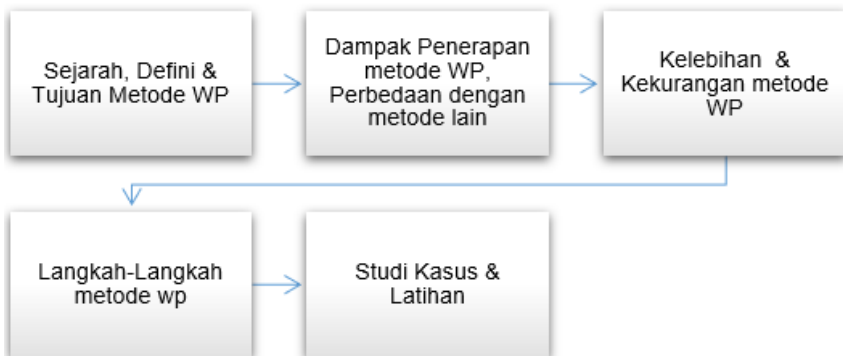 Sejarah, Defini &
Tujuan Metode WP
Dampak Penerapan
metode WP,
Perbedaan dengan
metode lain
Kelebihan &
Kekurangan metode
WP
Langkah-Langkah
metode wp
Studi Kasus &
Latihan